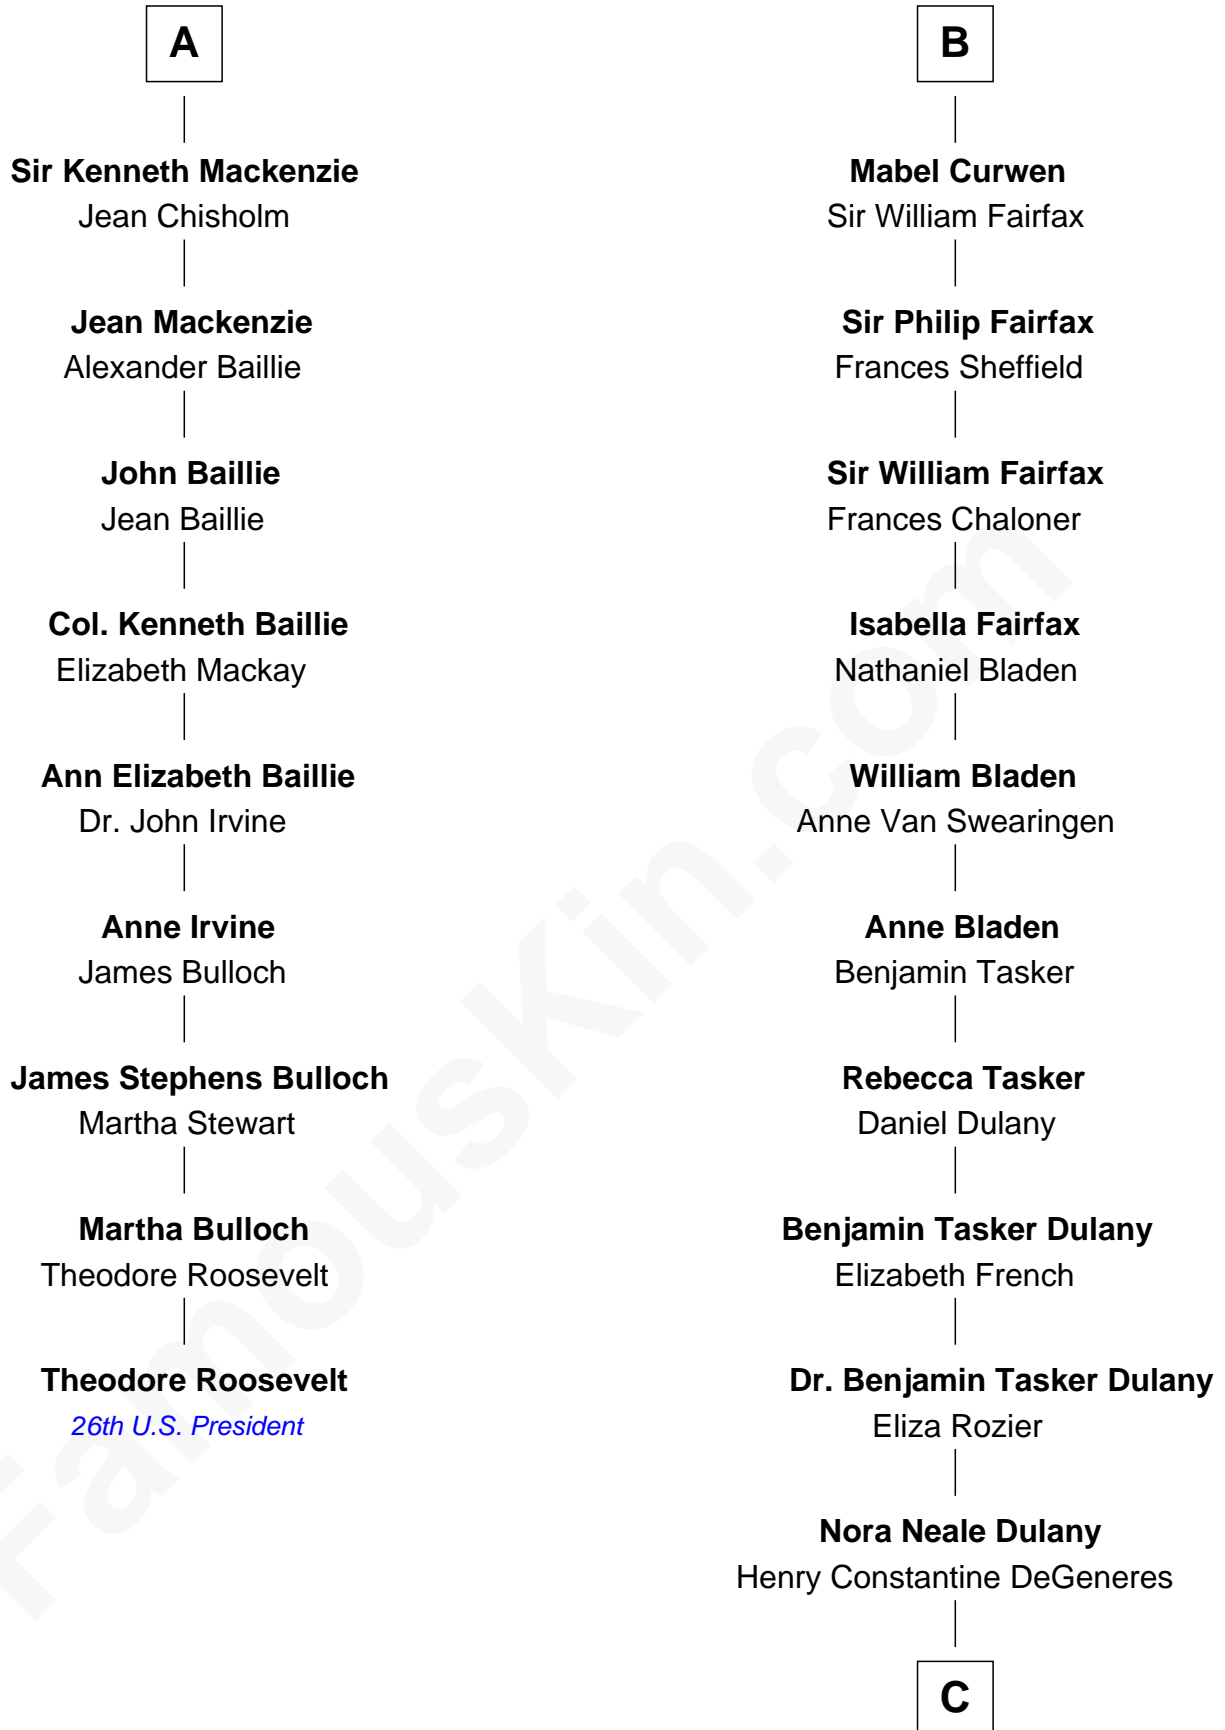 A
Sir Kenneth Mackenzie
Jean Chisholm
Jean Mackenzie
Alexander Baillie
John Baillie
Jean Baillie
Col. Kenneth Baillie
Elizabeth Mackay
Ann Elizabeth Baillie
Dr. John Irvine
Anne Irvine
James Bulloch
James Stephens Bulloch
Martha Stewart
Martha Bulloch
Theodore Roosevelt
Theodore Roosevelt
26th U.S. President
B
Mabel Curwen
Sir William Fairfax
Sir Philip Fairfax
Frances Sheffield
Sir William Fairfax
Frances Chaloner
Isabella Fairfax
Nathaniel Bladen
William Bladen
Anne Van Swearingen
Anne Bladen
Benjamin Tasker
Rebecca Tasker
Daniel Dulany
Benjamin Tasker Dulany
Elizabeth French
Dr. Benjamin Tasker Dulany
Eliza Rozier
Nora Neale Dulany
Henry Constantine DeGeneres
C
FamousKin.com